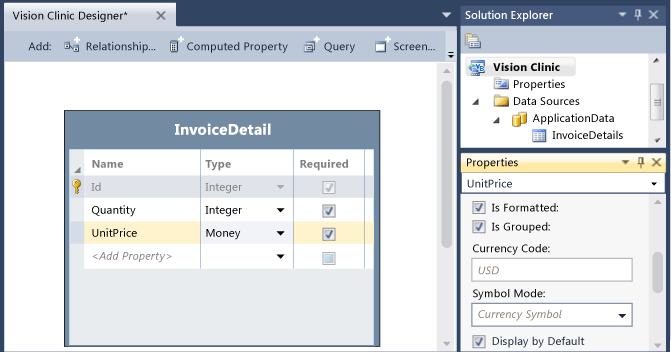 Vision Clinic Designer*
Add: Relationship... Computed Property Query Screen...
InvoiceDetail
Name Type Required
Id Integer
Quantity Integer
UnitPrice Money
<Add Property>
Solution Explorer
Vision Clinic
Properties
Data Sources
ApplicationData
InvoiceDetails
Properties
UnitPrice
Is Formatted:
Is Grouped:
Currency Code:
USD
Symbol Mode:
Currency Symbol
Display by Default